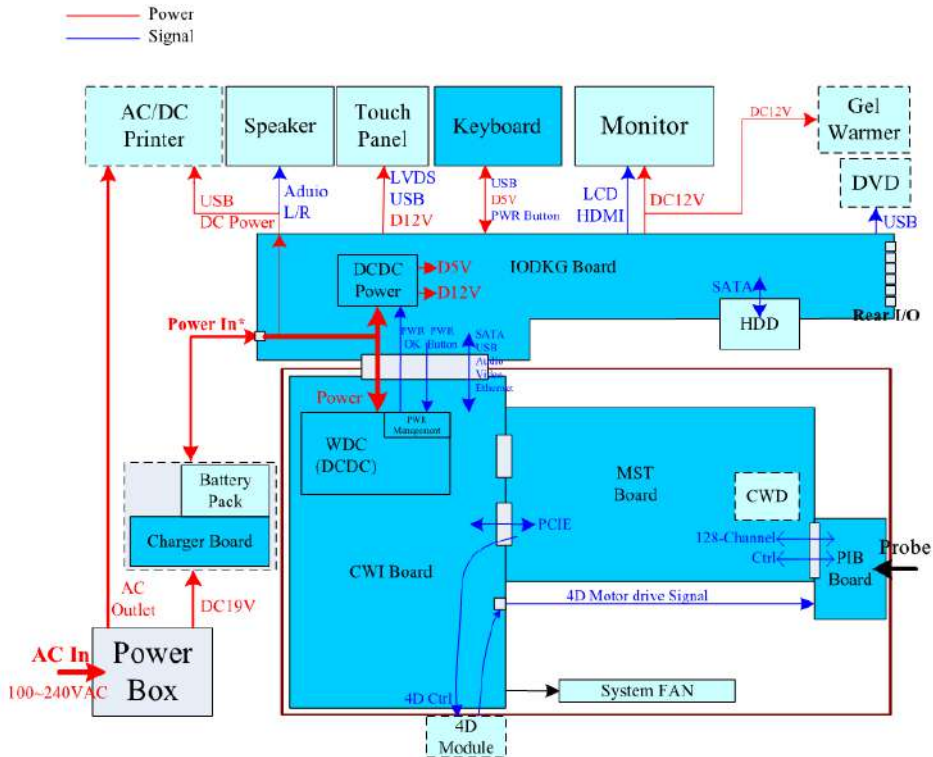 Power
Signal
AC/DC
Printer
Speaker
Touch
Panel
Keyboard
Monitor
DC12V
Gel
Warmer
DVD
USB
DC Power
Aduio
L/R
LVDS
USB
D12V
USB
D5V
PWR Button
LCD
HDMI
DC12V
USB
IODKG Board
DCDC
Power
D5V
D12V
SATA
HDD
Rear I/O
Power In*
PWR
OK
PWR
Button
SATA
USB
Audio
Video
Ethernet
Power
PWR
Management
WDC
(DCDC)
MST
Board
CWD
Battery
Pack
Charger Board
PCIE
128-Channel
Ctrl
PIB
Board
Probe
CWI Board
AC
Outlet
DC19V
4D Motor drive Signal
AC In
100~240VAC
Power
Box
4D Ctrl
System FAN
4D
Module